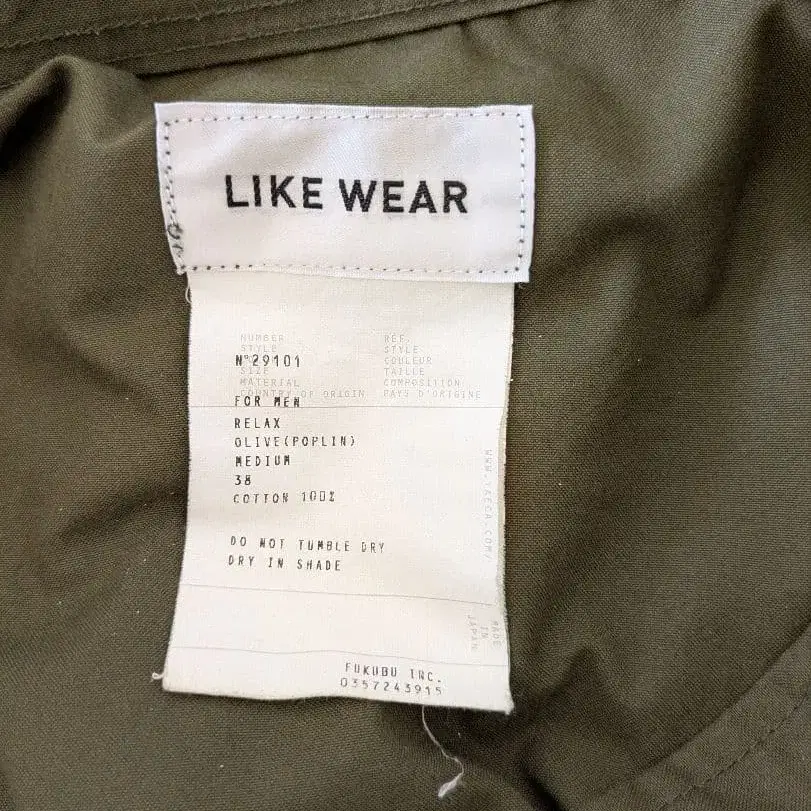 LIKE WEAR
NUMBER REF.
STYLE STYLE
N°29101
COULEUR
SIZE TAILLE
MATERIAL COMPOSITION
COUNTRY OF ORIGIN PAYS D'ORIGINE
FOR MEN
RELAX
OLIVE(POPLIN)
MEDIUM
38
COTTON 100%
DO NOT TUMBLE DRY
DRY IN SHADE
MADE
IN
JAPAN
FUKUBU INC.
0357243915